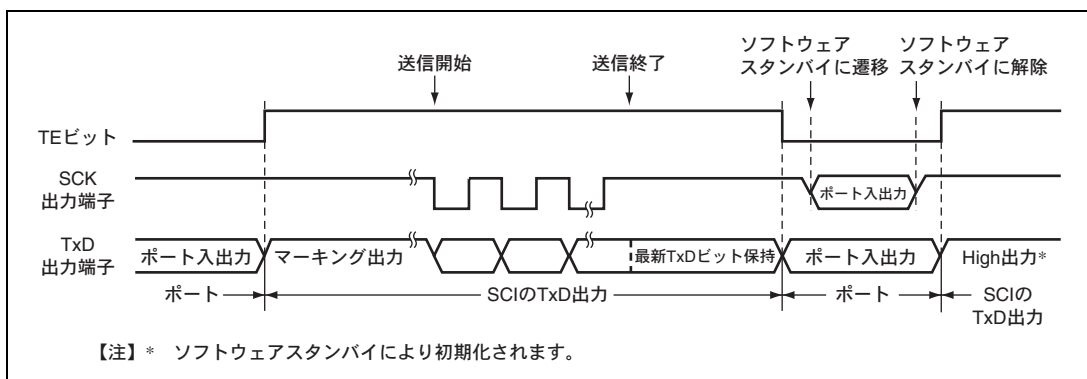 送信開始
送信終了
ソフトウェア
スタンバイに遷移
ソフトウェア
スタンバイに解除
TEビット
SCK
出力端子
ポート入出力
TxD
出力端子
ポート入出力
マーキング出力
最新TxDビット保持
ポート入出力
High出力*
ポート
SCIのTxD出力
ポート
SCIの
TxD出力
【注】* ソフトウェアスタンバイにより初期化されます。